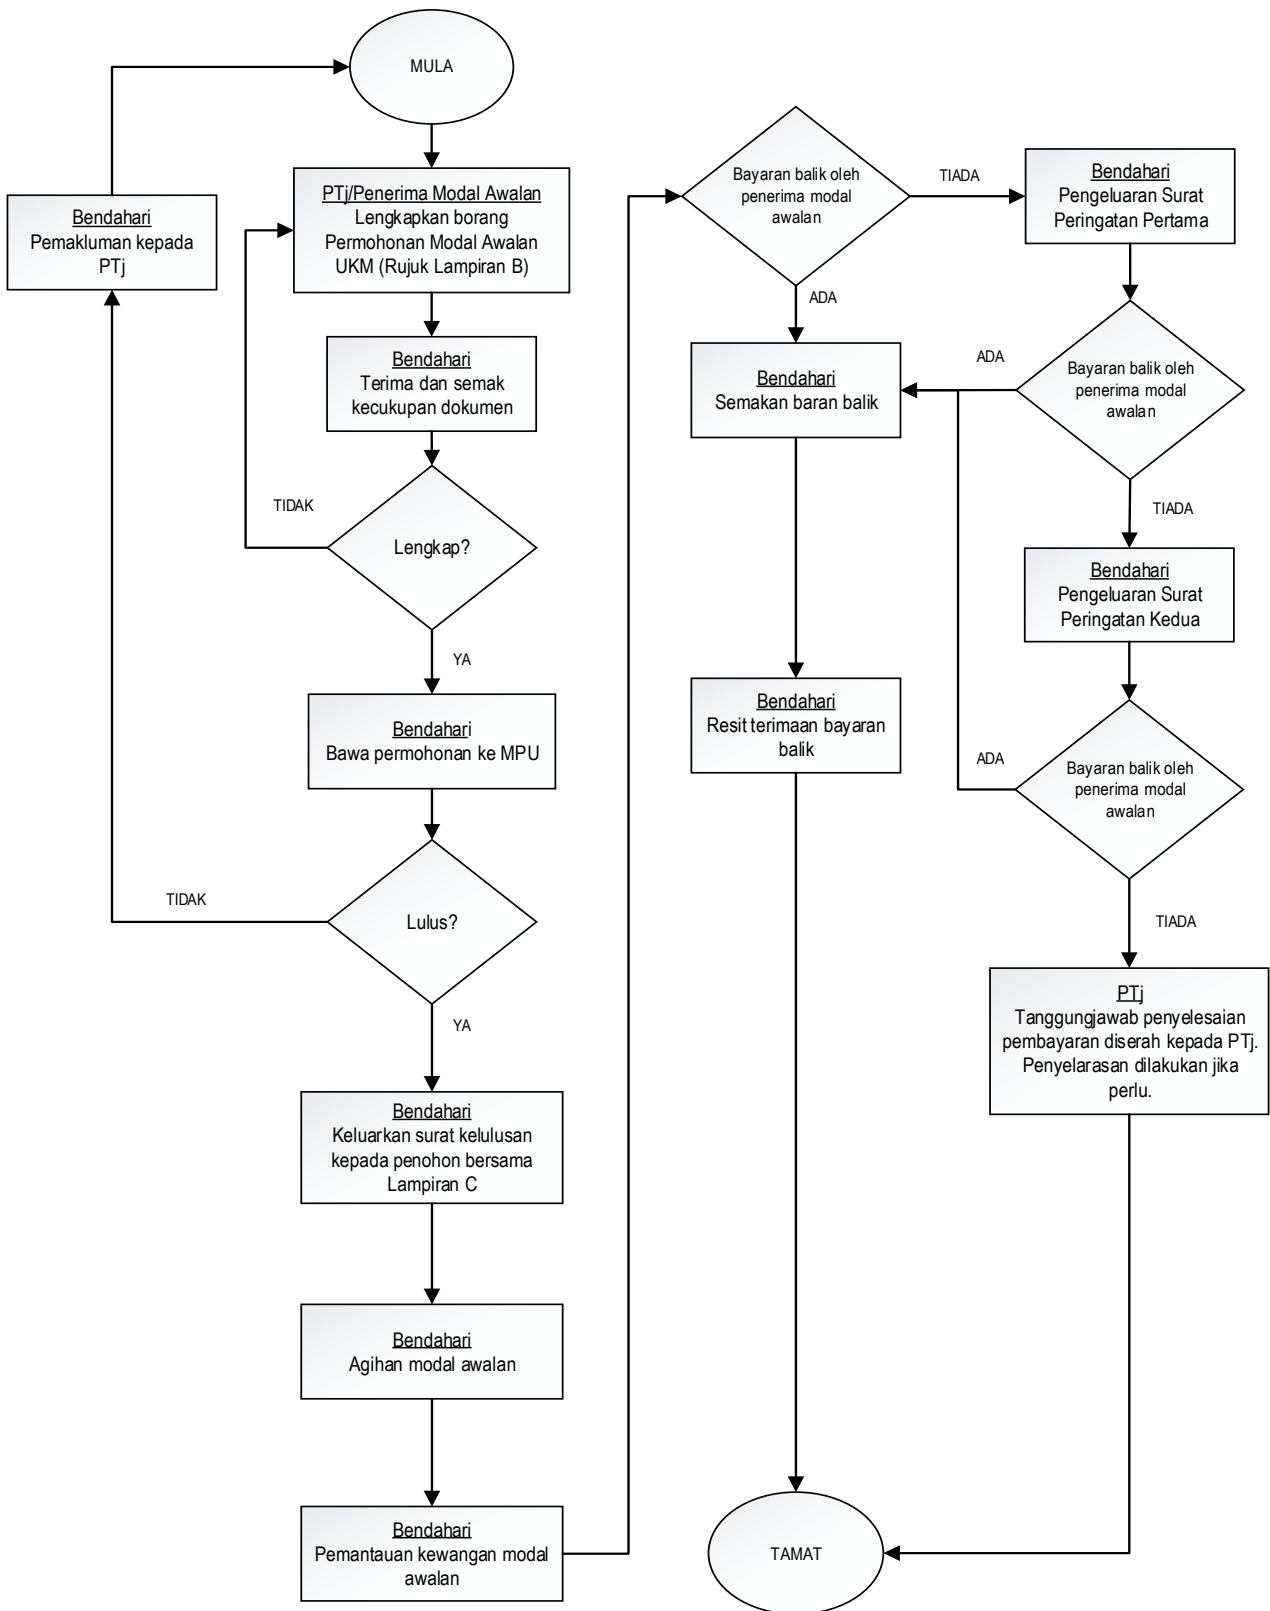 MULA
PTj/Penerima Modal Awalan
Lengkapkan borang
Permohonan Modal Awalan
UKM (Rujuk Lampiran B)
Bendahari
Pemakluman kepada
PTj
Bendahari
Terima dan semak
kecukupan dokumen
TIDAK
Lengkap?
YA
Bendahari
Bawa permohonan ke MPU
TIDAK
Lulus?
YA
Bendahari
Keluarkan surat kelulusan
kepada penohon bersama
Lampiran C
Bendahari
Agihan modal awalan
Bendahari
Pemantauan kewangan modal
awalan
Bayaran balik oleh
penerima modal
awalan
TIADA
ADA
Bendahari
Pengeluaran Surat
Peringatan Pertama
Bendahari
Semakan baran balik
ADA
Bayaran balik oleh
penerima modal
awalan
TIADA
Bendahari
Pengeluaran Surat
Peringatan Kedua
Bendahari
Resit terimaan bayaran
balik
ADA
Bayaran balik oleh
penerima modal
awalan
TIADA
PTj
Tanggungjawab penyelesaian
pembayaran diserah kepada PTj.
Penyelarasan dilakukan jika
perlu.
TAMAT